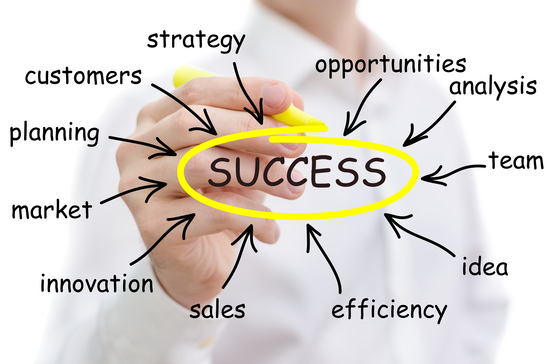 strategy
opportunities
customers
analysis
planning
SUCCESS
team
market
idea
innovation
sales
efficiency